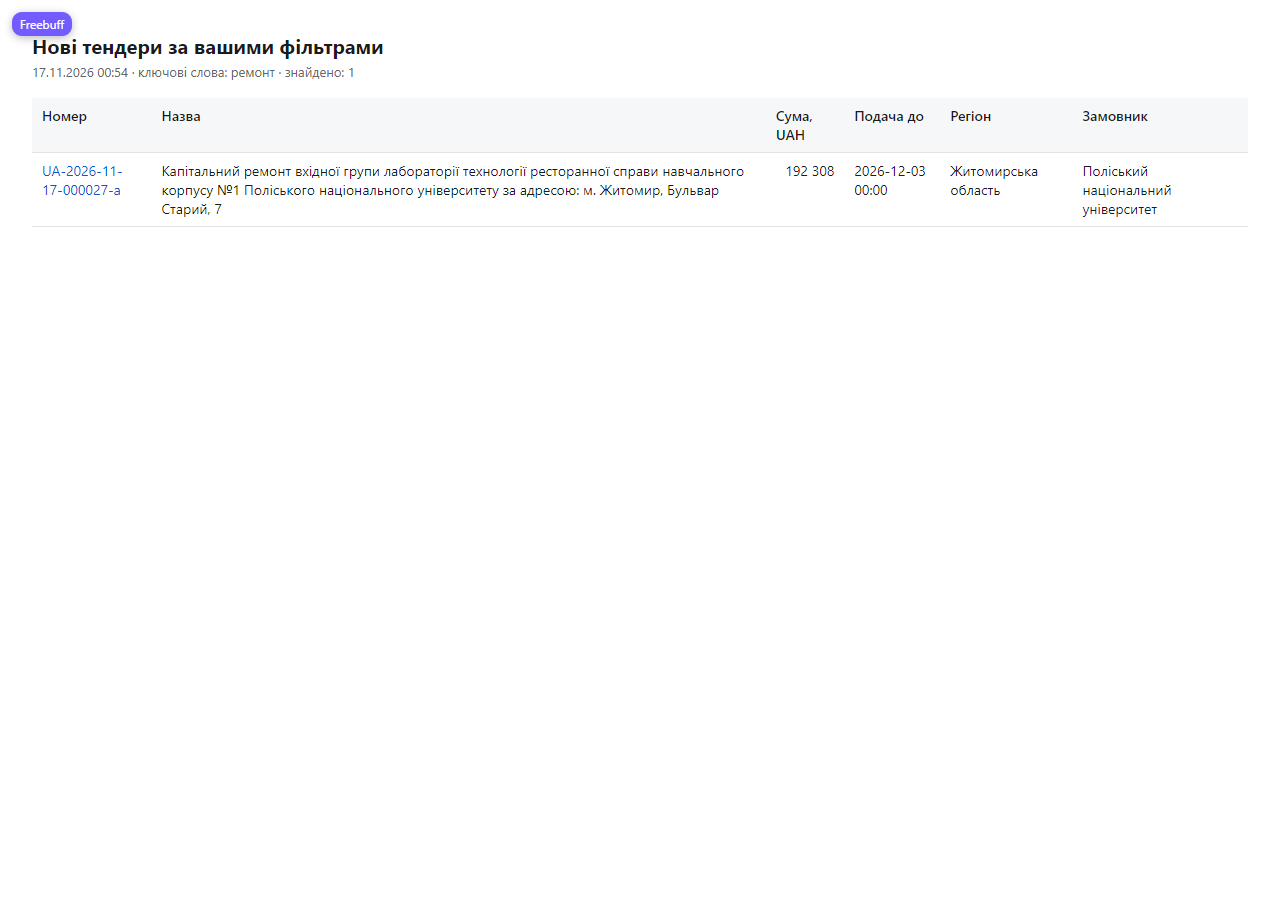 Freebuff
Нові тендери за вашими фільтрами
17.11.2026 00:54 · ключові слова: ремонт · знайдено: 1
Номер Назва Сума, UAH Подача до Регіон Замовник
UA-2026-11-17-000027-a Капітальний ремонт вхідної групи лабораторії технології ресторанної справи навчального корпусу №1 Поліського національного університету за адресою: м. Житомир, Бульвар Старий, 7 192 308 2026-12-03 00:00 Житомирська область Поліський національний університет